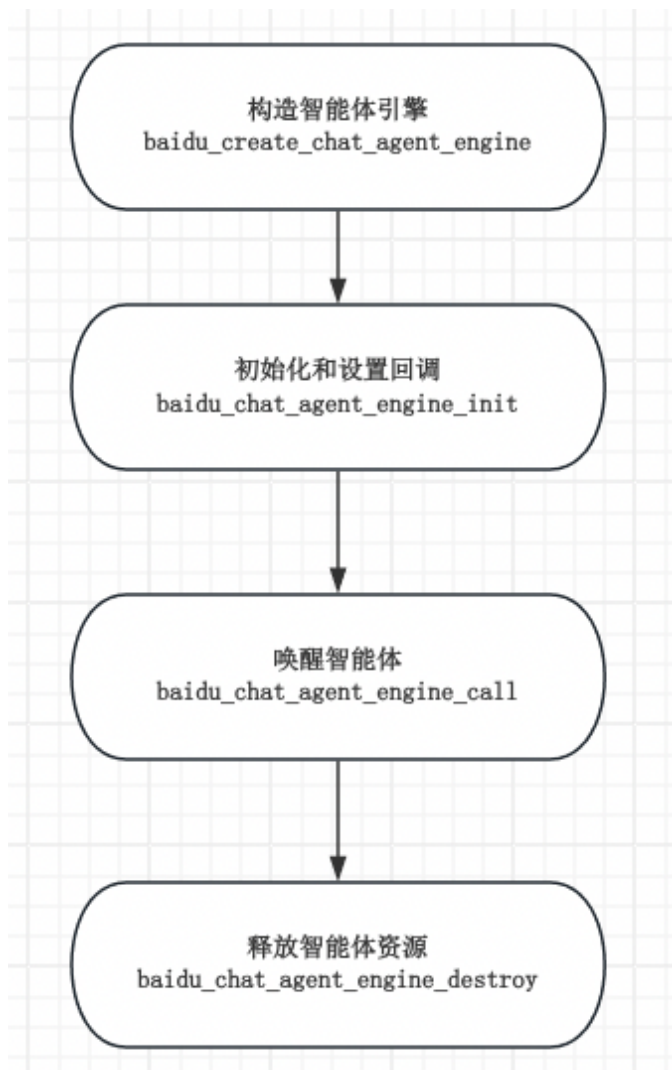 构造智能体引擎
baidu_create_chat_agent_engine
初始化和设置回调
baidu_chat_agent_engine_init
唤醒智能体
baidu_chat_agent_engine_call
释放智能体资源
baidu_chat_agent_engine_destroy